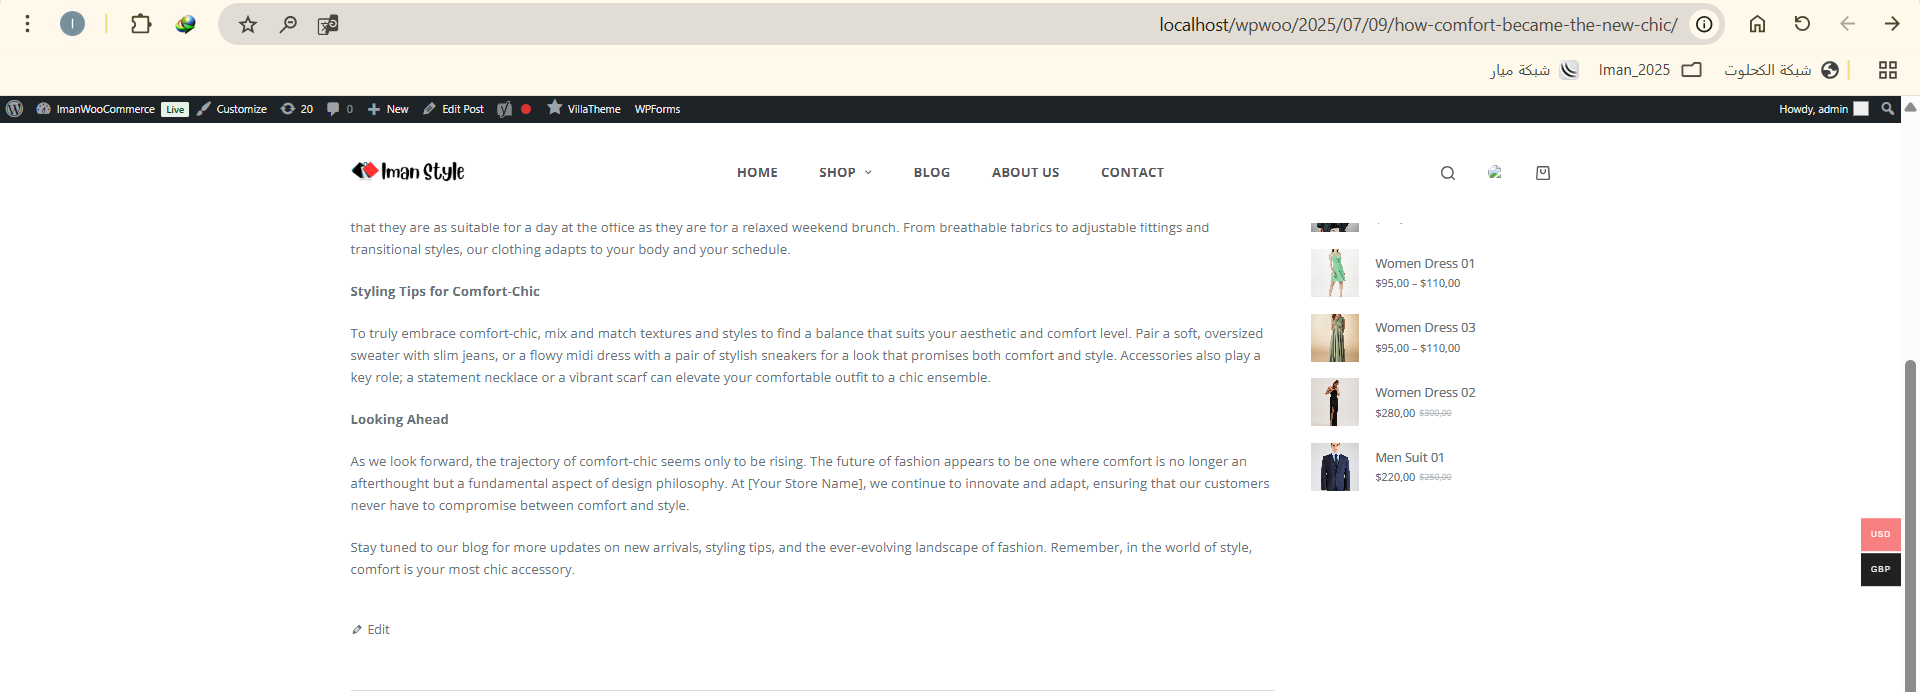 localhost/wpwoo/2025/07/09/how-comfort-became-the-new-chic/
I
شبكة الكحلوت
Iman_2025
شبكة ميار
ImanWooCommerce Live Customize 20 0 New Edit Post VillaTheme WPForms Howdy, admin
Iman Style
HOME SHOP BLOG ABOUT US CONTACT
that they are as suitable for a day at the office as they are for a relaxed weekend brunch. From breathable fabrics to adjustable fittings and
transitional styles, our clothing adapts to your body and your schedule.
Styling Tips for Comfort-Chic
To truly embrace comfort-chic, mix and match textures and styles to find a balance that suits your aesthetic and comfort level. Pair a soft, oversized
sweater with slim jeans, or a flowy midi dress with a pair of stylish sneakers for a look that promises both comfort and style. Accessories also play a
key role; a statement necklace or a vibrant scarf can elevate your comfortable outfit to a chic ensemble.
Looking Ahead
As we look forward, the trajectory of comfort-chic seems only to be rising. The future of fashion appears to be one where comfort is no longer an
afterthought but a fundamental aspect of design philosophy. At [Your Store Name], we continue to innovate and adapt, ensuring that our customers
never have to compromise between comfort and style.
Stay tuned to our blog for more updates on new arrivals, styling tips, and the ever-evolving landscape of fashion. Remember, in the world of style,
comfort is your most chic accessory.
Edit
Women Dress 01
$95,00 – $110,00
Women Dress 03
$95,00 – $110,00
Women Dress 02
$280,00 $300,00
Men Suit 01
$220,00 $250,00
USD
GBP